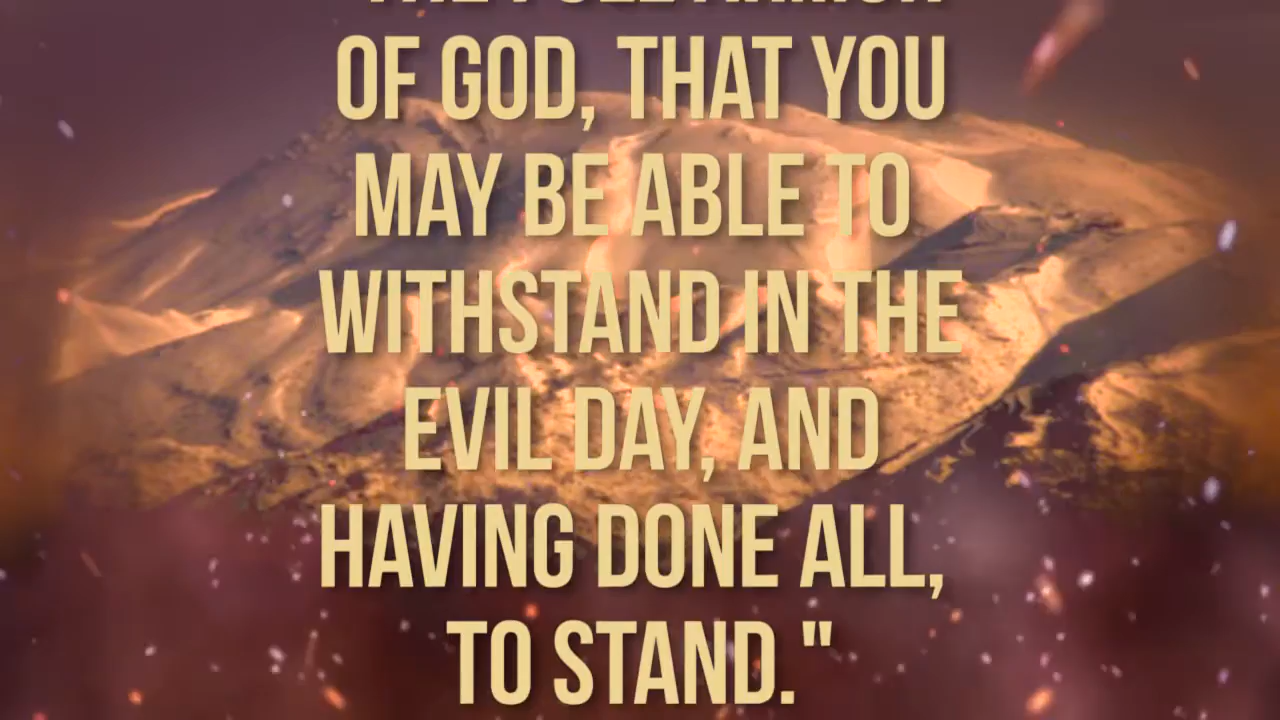 OF GOD, THAT YOU
MAY BE ABLE TO
WITHSTAND IN THE
EVIL DAY, AND
HAVING DONE ALL,
TO STAND."